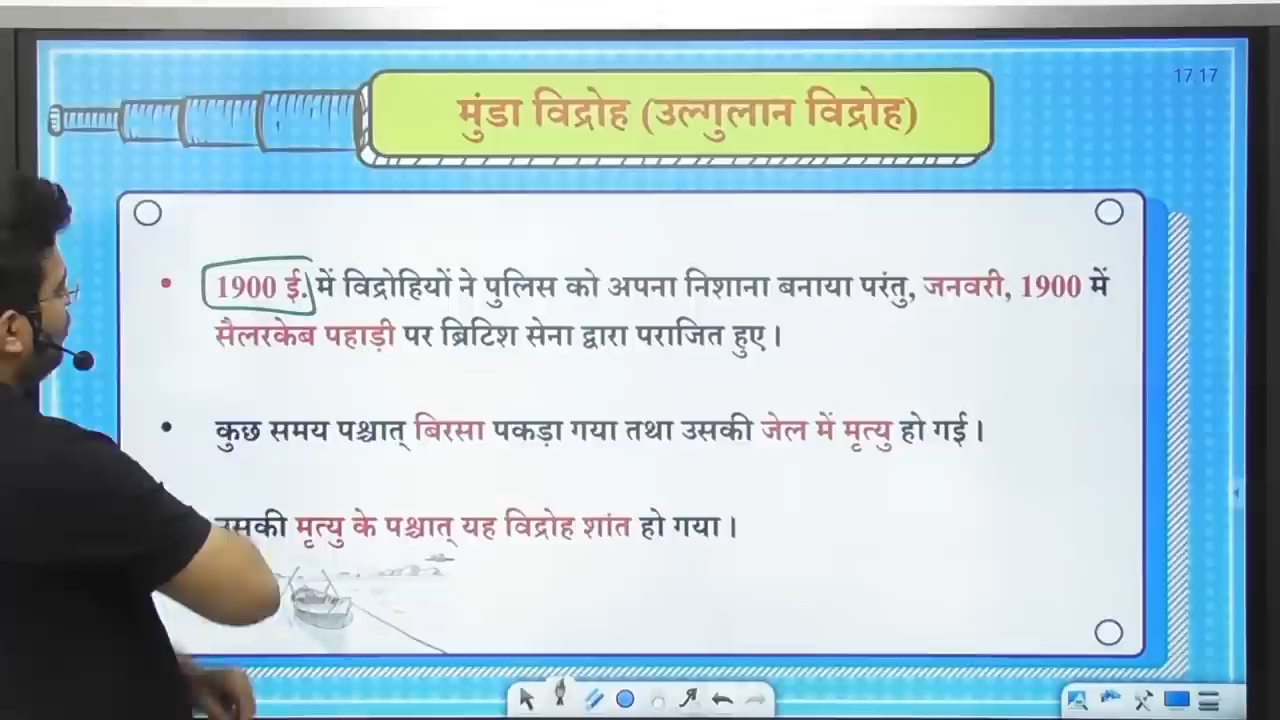 17 17
मुंडा विद्रोह (उल्गुलान विद्रोह)
• 1900 ई. में विद्रोहियों ने पुलिस को अपना निशाना बनाया परंतु, जनवरी, 1900 में
सैलरकेब पहाड़ी पर ब्रिटिश सेना द्वारा पराजित हुए।
• कुछ समय पश्चात् बिरसा पकड़ा गया तथा उसकी जेल में मृत्यु हो गई।
उसकी मृत्यु के पश्चात् यह विद्रोह शांत हो गया।